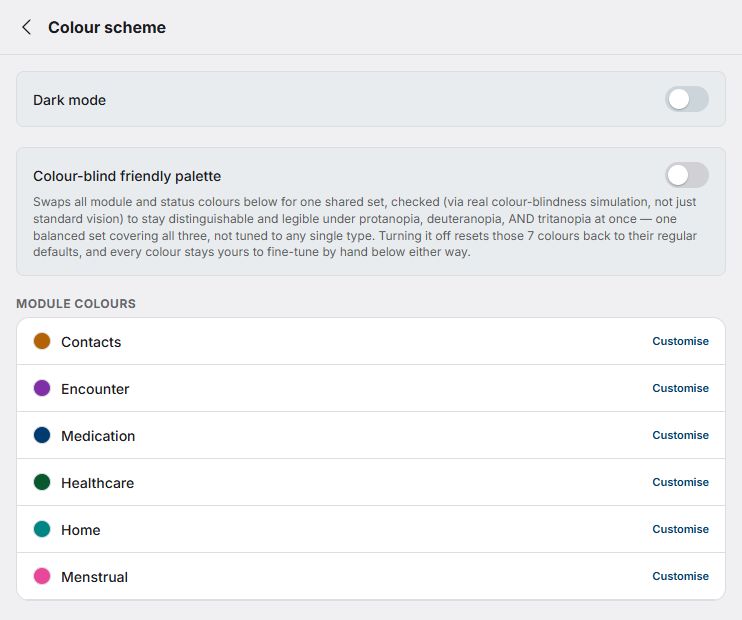 Colour scheme
Dark mode
Colour-blind friendly palette
Swaps all module and status colours below for one shared set, checked (via real colour-blindness simulation, not just
standard vision) to stay distinguishable and legible under protanopia, deuteranopia, AND tritanopia at once — one
balanced set covering all three, not tuned to any single type. Turning it off resets those 7 colours back to their regular
defaults, and every colour stays yours to fine-tune by hand below either way.
MODULE COLOURS
Contacts Customise
Encounter Customise
Medication Customise
Healthcare Customise
Home Customise
Menstrual Customise